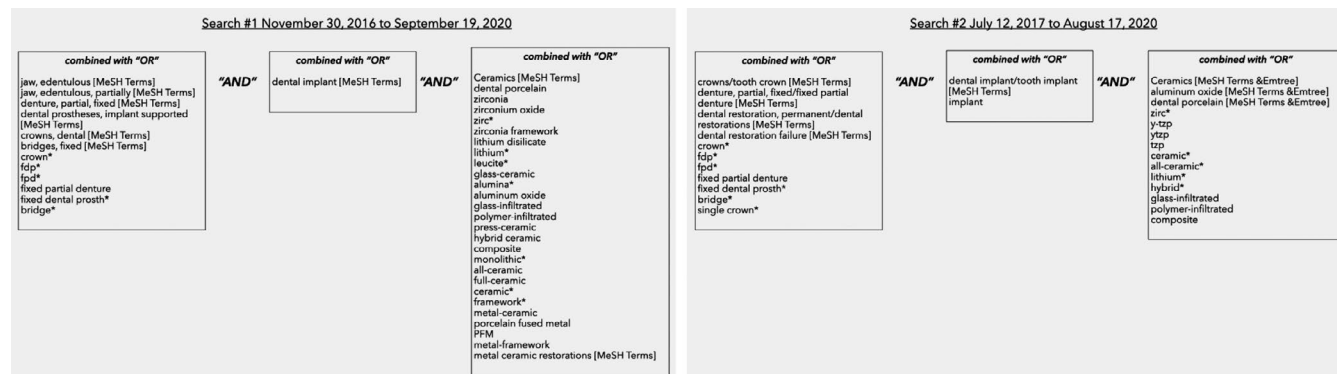 Search #1 November 30, 2016 to September 19, 2020
combined with "OR"
jaw, edentulous [MeSH Terms]
jaw, edentulous, partially [MeSH Terms]
denture, partial, fixed [MeSH Terms]
dental prostheses, implant supported
[MeSH Terms]
crowns, dental [MeSH Terms]
bridges, fixed [MeSH Terms]
crown*
fdp*
fpd*
fixed partial denture
fixed dental prosth*
bridge*
"AND"
combined with "OR"
dental implant [MeSH Terms]
"AND"
combined with "OR"
Ceramics [MeSH Terms]
dental porcelain
zirconia
zirconium oxide
zirc*
zirconia framework
lithium disilicate
lithium*
leucite*
glass-ceramic
alumina*
aluminum oxide
glass-infiltrated
polymer-infiltrated
press-ceramic
hybrid ceramic
composite
monolithic*
all-ceramic
full-ceramic
ceramic*
framework*
metal-ceramic
porcelain fused metal
PFM
metal-framework
metal ceramic restorations [MeSH Terms]
Search #2 July 12, 2017 to August 17, 2020
combined with "OR"
crowns/tooth crown [MeSH Terms]
denture, partial, fixed/fixed partial
denture [MeSH Terms]
dental restoration, permanent/dental
restorations [MeSH Terms]
dental restoration failure [MeSH Terms]
crown*
fdp*
fpd*
fixed partial denture
fixed dental prosth*
bridge*
single crown*
"AND"
combined with "OR"
dental implant/tooth implant
[MeSH Terms]
implant
"AND"
combined with "OR"
Ceramics [MeSH Terms &Emtree]
aluminum oxide [MeSH Terms &Emtree]
dental porcelain [MeSH Terms &Emtree]
zirc*
y-tzp
ytzp
tzp
ceramic*
all-ceramic*
lithium*
hybrid*
glass-infiltrated
polymer-infiltrated
composite